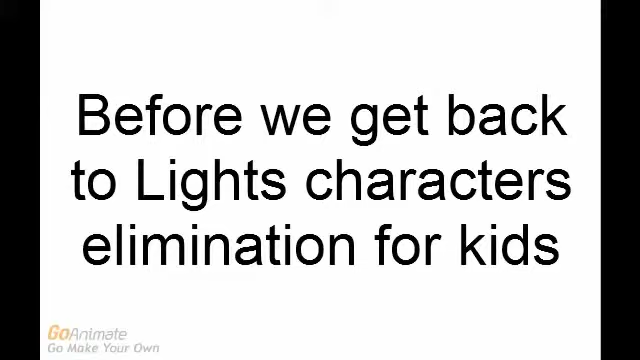 Before we get back
to Lights characters
elimination for kids
GoAnimate
Go Make Your Own